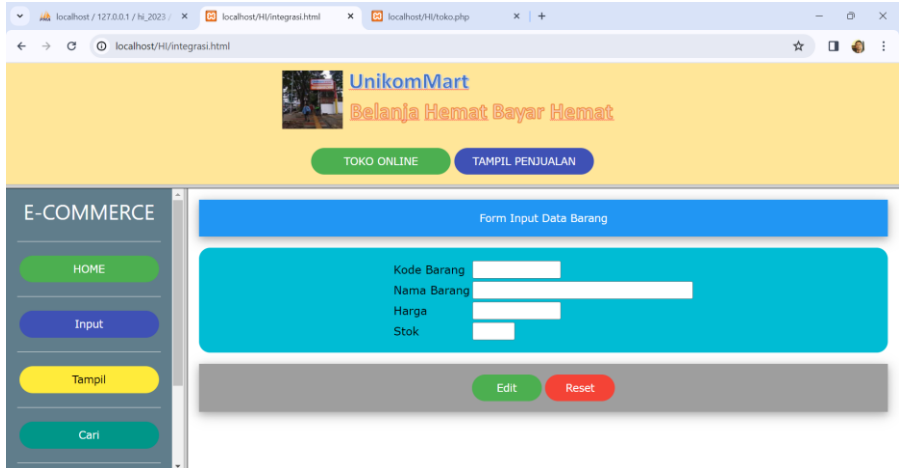 localhost / 127.0.0.1 / hi_2023 /
localhost/HI/integrasi.html
localhost/HI/toko.php
localhost/HI/integrasi.html
UnikomMart
Belanja Hemat Bayar Hemat
TOKO ONLINE
TAMPIL PENJUALAN
E-COMMERCE
HOME
Input
Tampil
Cari
Form Input Data Barang
Kode Barang
Nama Barang
Harga
Stok
Edit
Reset